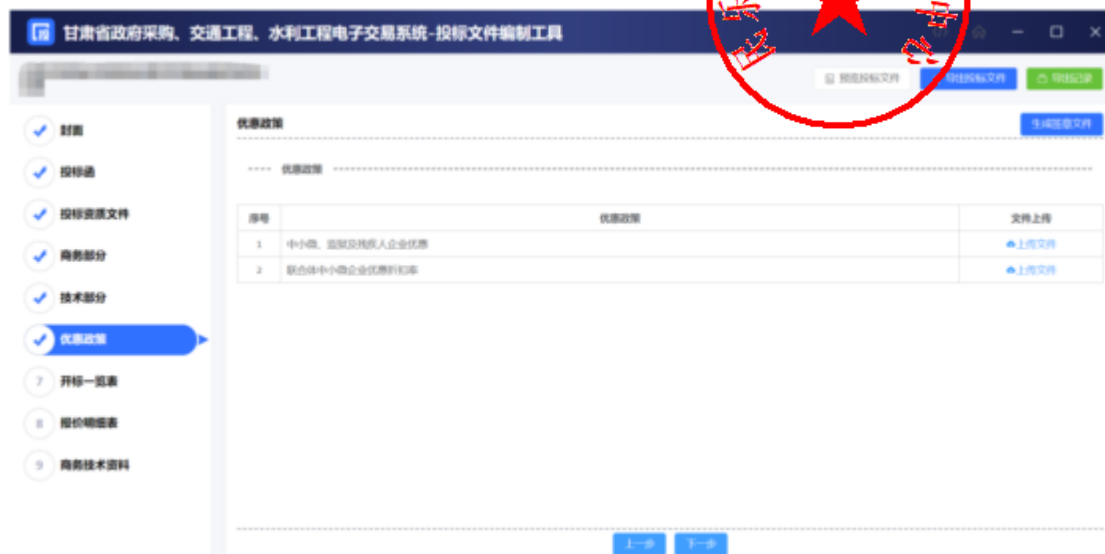 甘肃省政府采购、交通工程、水利工程电子交易系统-投标文件编制工具
预览投标文件
导出投标文件
导出记录
封面
优惠政策
生成签章文件
投标函
优惠政策
投标资质文件
序号 优惠政策 文件上传
1 中小微、监狱及残疾人企业优惠 上传文件
商务部分
2 联合体中小微企业优惠折扣率 上传文件
技术部分
优惠政策
7 开标一览表
8 报价明细表
9 商务技术资料
上一步 下一步